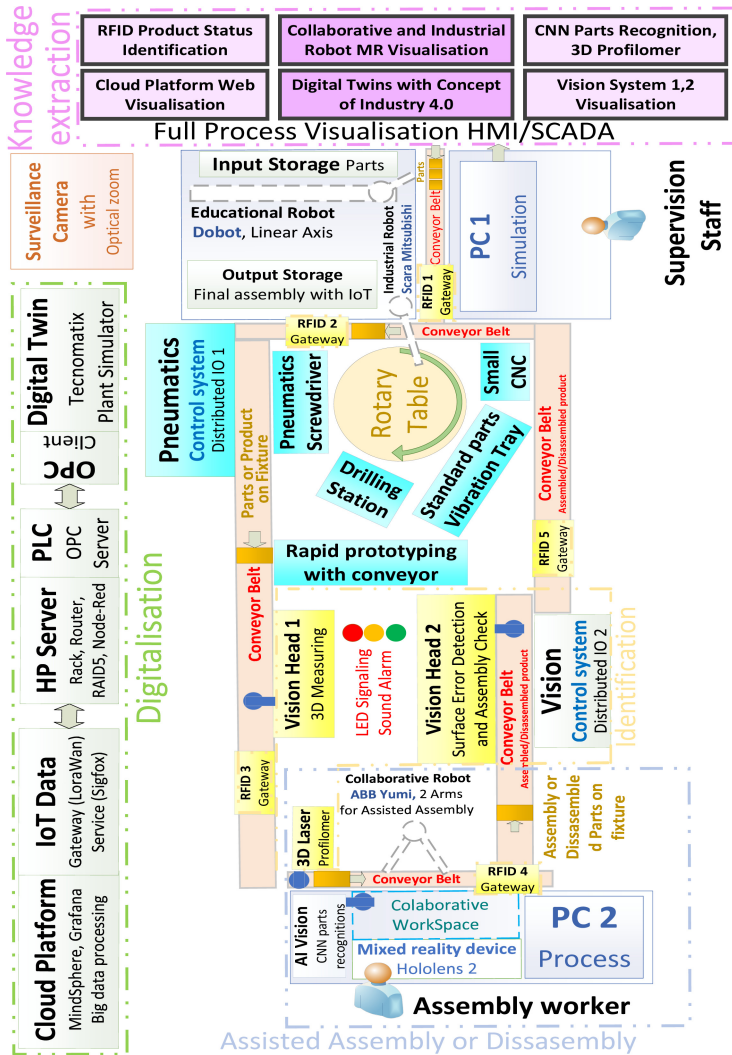 Knowledge
extraction
RFID Product Status
Identification
Collaborative and Industrial
Robot MR Visualisation
CNN Parts Recognition,
3D Profilomer
Cloud Platform Web
Visualisation
Digital Twins with Concept
of Industry 4.0
Vision System 1,2
Visualisation
Full Process Visualisation HMI/SCADA
Surveillance
Camera
with
Optical zoom
Input Storage Parts
Educational Robot
Dobot, Linear Axis
Output Storage
Final assembly with IoT
Industrial Robot
Scara Mitsubishi
Parts
Conveyor Belt
RFID 1
Gateway
PC 1
Simulation
Supervision
Staff
Digital Twin
Tecnomatix
Plant Simulator
OPC
Client
PLC
OPC
Server
HP Server
Rack, Router,
RAID5, Node-Red
IoT Data
Gateway (LoraWan)
Service (Sigfox)
Cloud Platform
MindSphere, Grafana
Big data processing
Digitalisation
Pneumatics
Control system
Distributed IO 1
RFID 2
Gateway
Conveyor Belt
Pneumatics
Screwdriver
Rotary
Table
Small
CNC
Drilling
Station
Standard parts
Vibration Tray
Parts or Product
on Fixture
Conveyor Belt
Assembled/Disassembled product
Rapid prototyping
with conveyor
RFID 5
Gateway
Conveyor Belt
Vision Head 1
3D Measuring
LED Signaling
Sound Alarm
Vision Head 2
Surface Error Detection
and Assembly Check
Conveyor Belt
Assembled/Disassembled product
Vision
Control system
Distributed IO 2
Identification
RFID 3
Gateway
Collaborative Robot
ABB Yumi, 2 Arms
for Assisted Assembly
3D Laser
Profilomer
Conveyor Belt
RFID 4
Gateway
Assembly or
Dissasemble
d Parts on
fixture
AI Vision
CNN parts
recognitions
Colaborative
WorkSpace
Mixed reality device
Hololens 2
PC 2
Process
Assembly worker
Assisted Assembly or Dissasembly